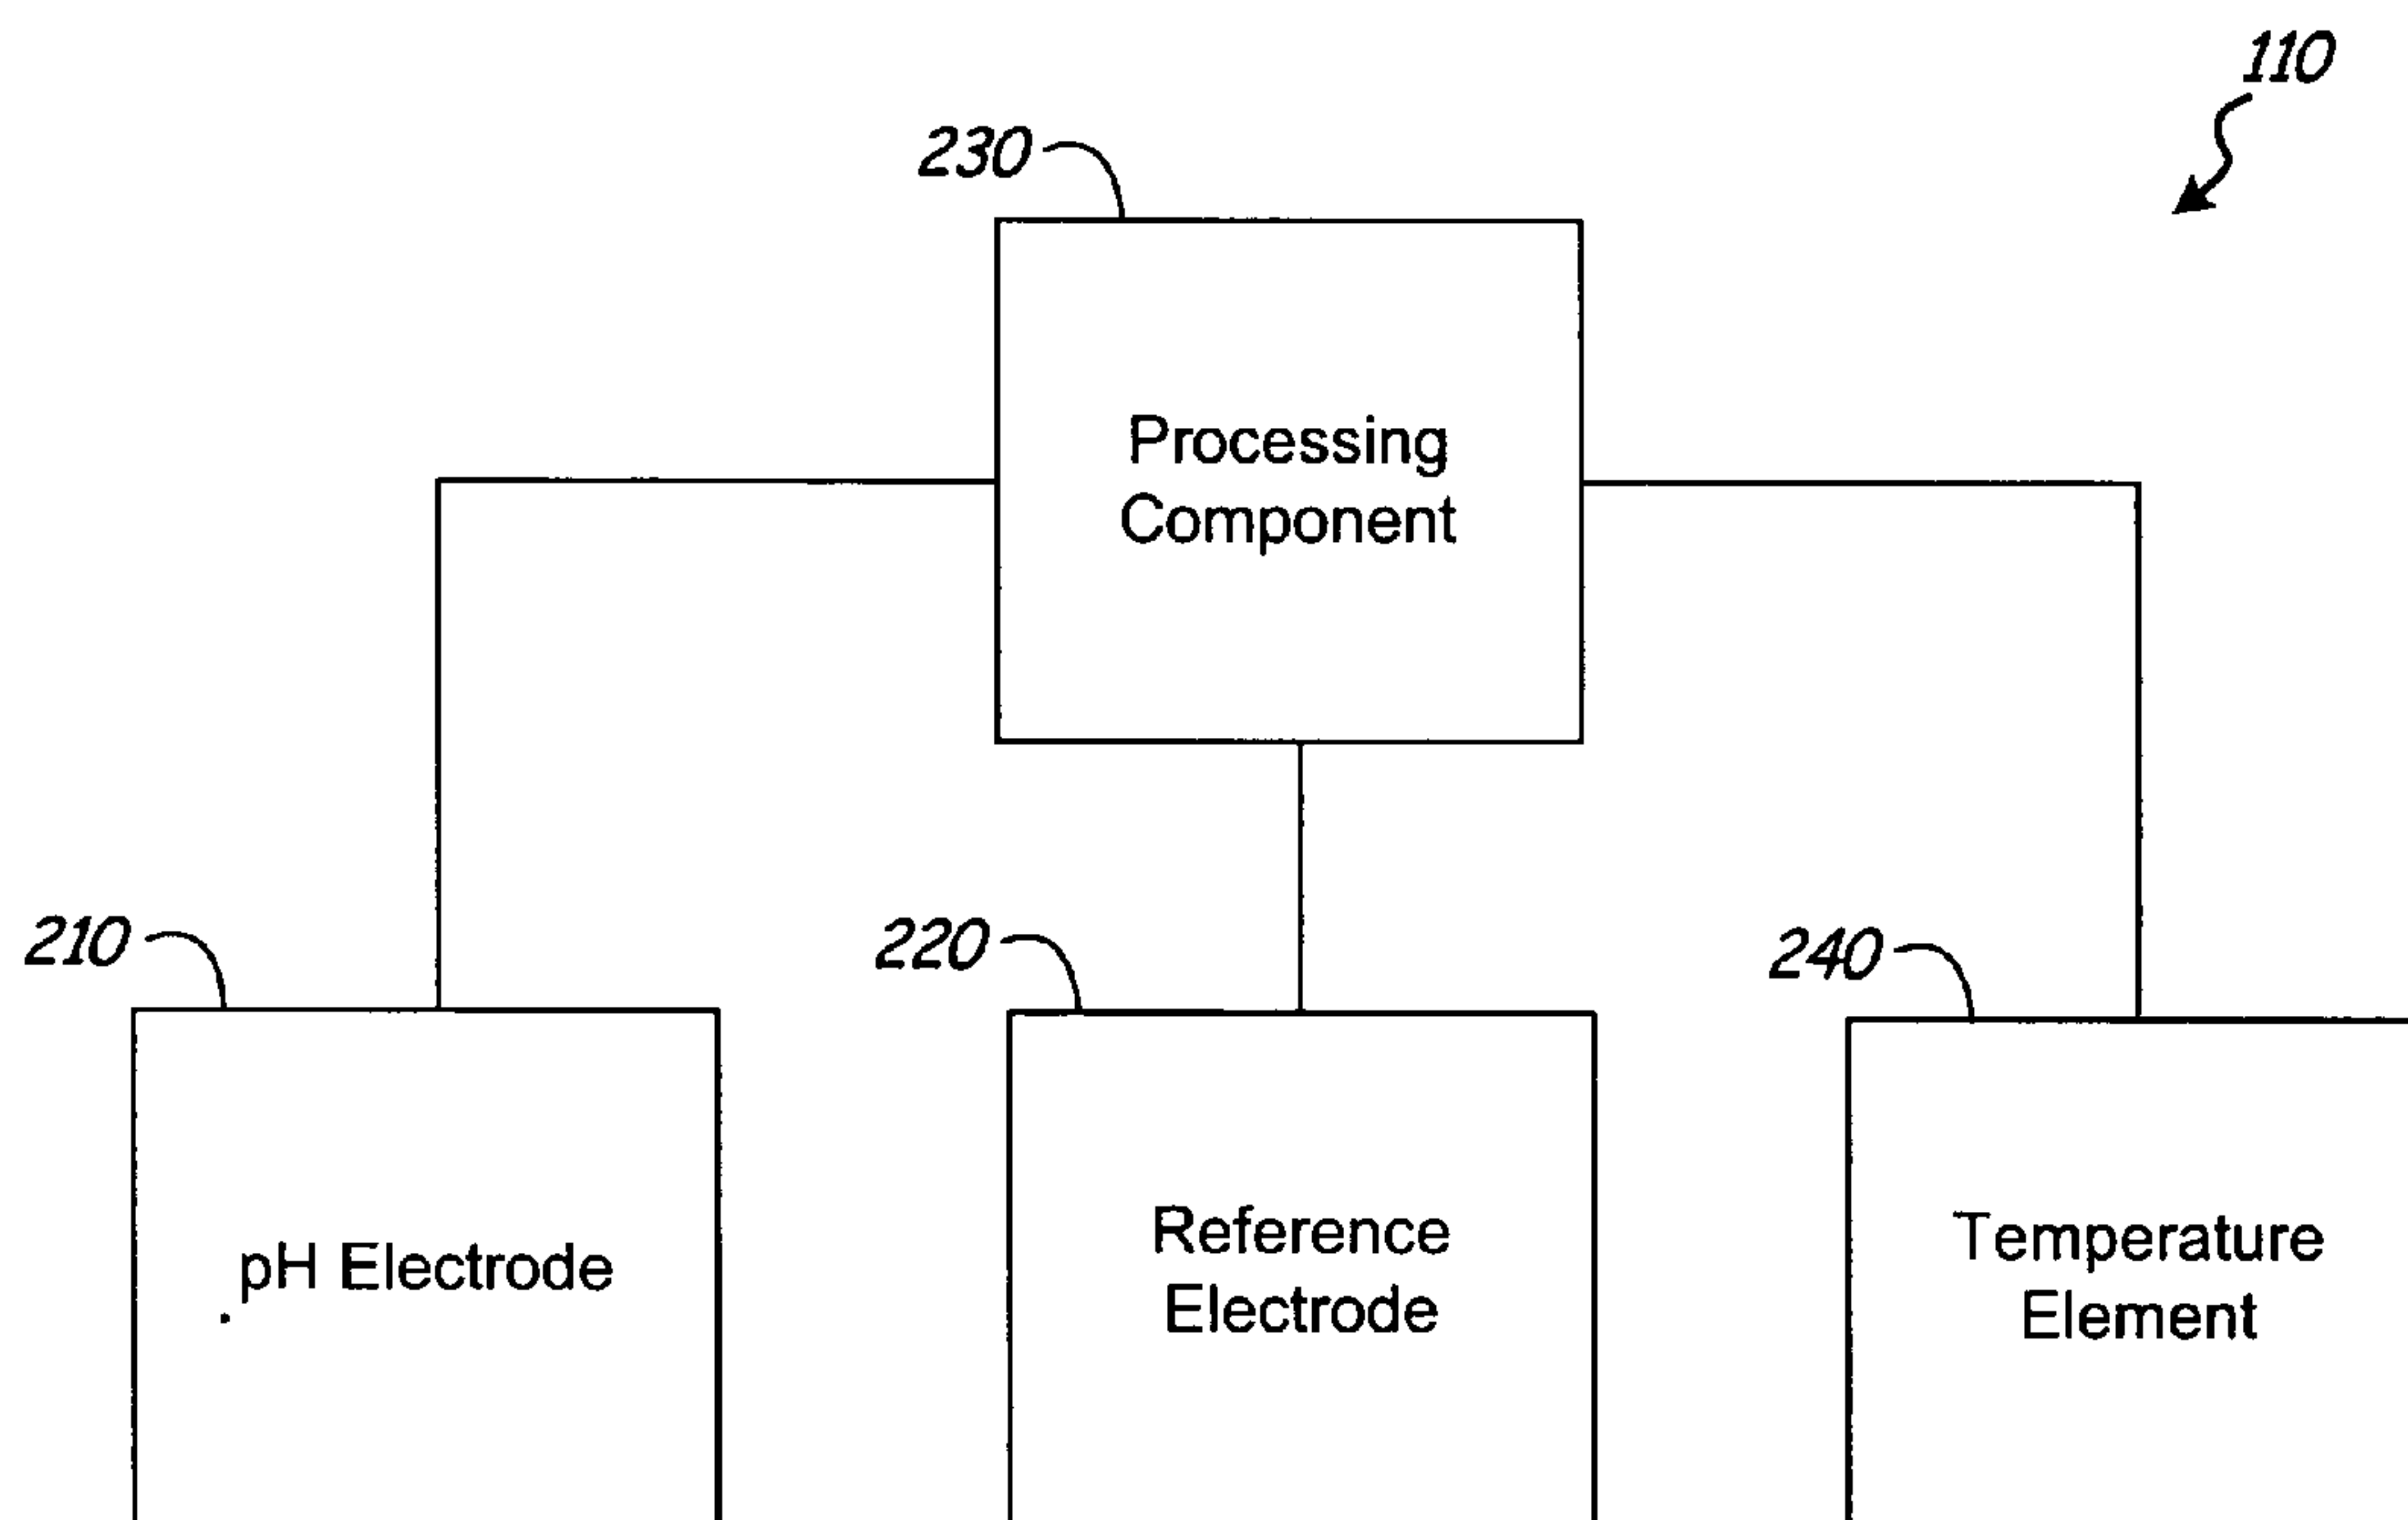 110
230
Processing
Component
210
220
240
pH Electrode
Reference
Electrode
Temperature
Element